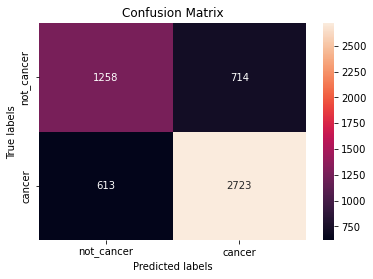 Confusion Matrix
True labels
not_cancer
cancer
1258
714
613
2723
not_cancer
cancer
Predicted labels
2500
2250
2000
1750
1500
1250
1000
750